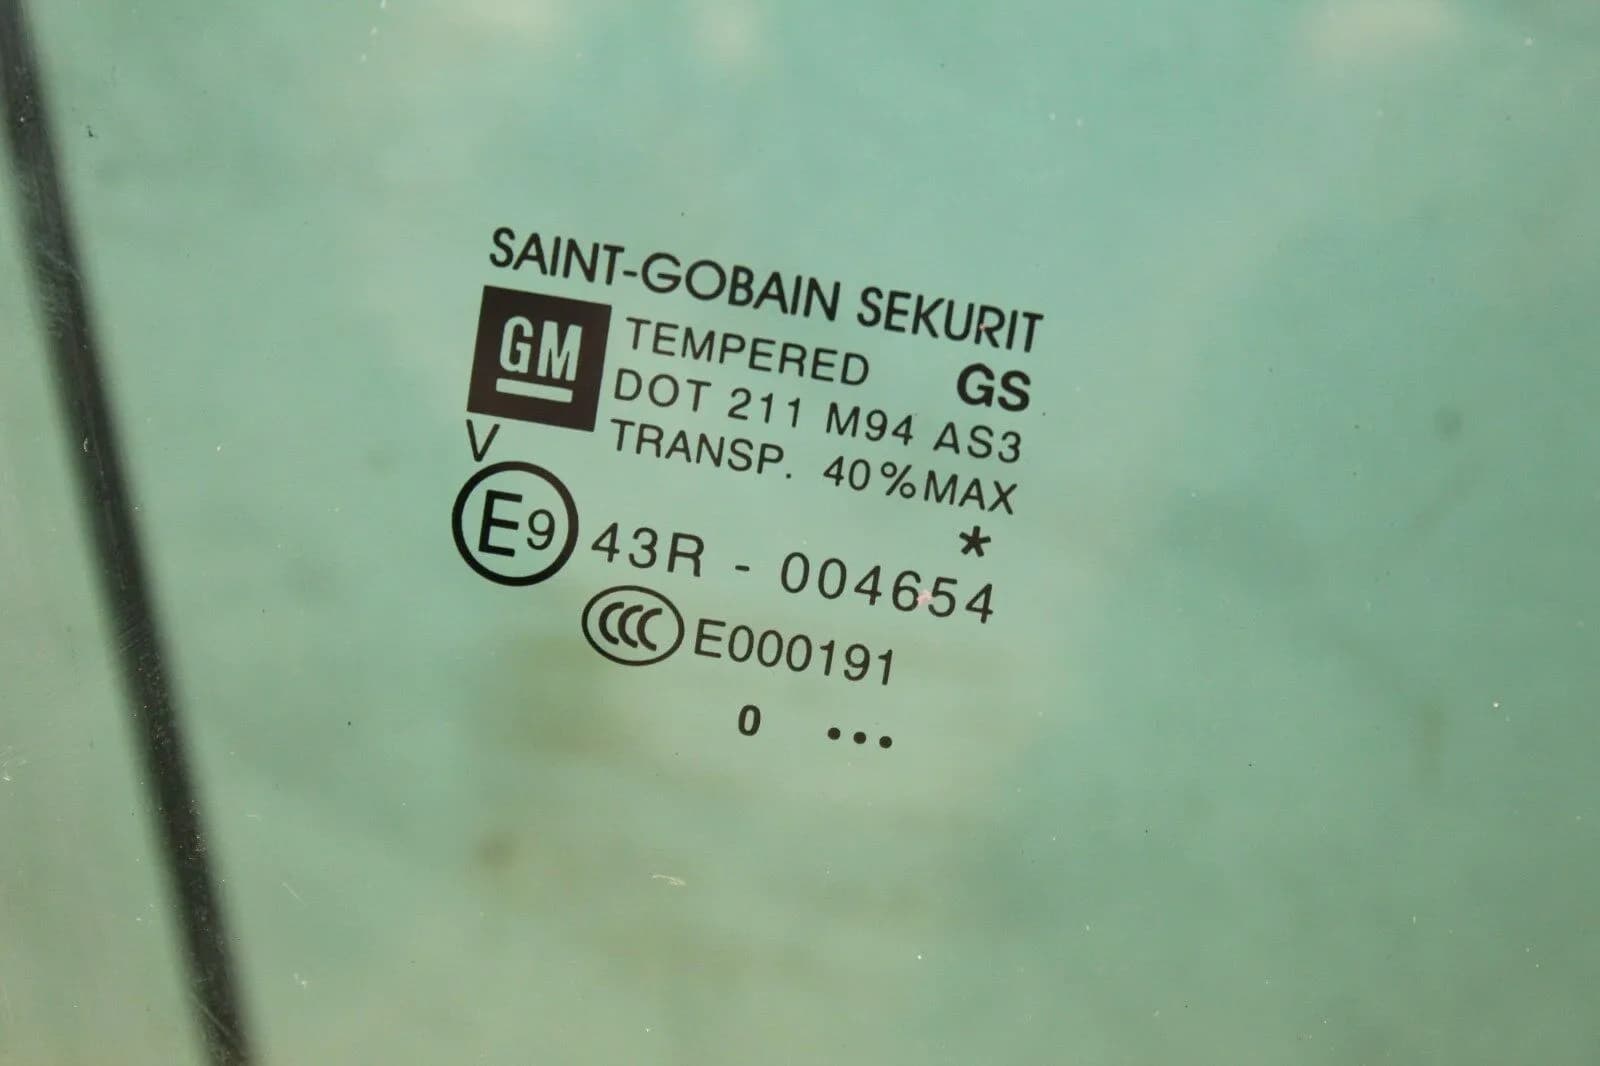 SAINT-GOBAIN SEKURIT
GM
TEMPERED GS
DOT 211 M94 AS3
TRANSP. 40%MAX
V
*
E9 43R - 004654
CCC E000191
0 ...